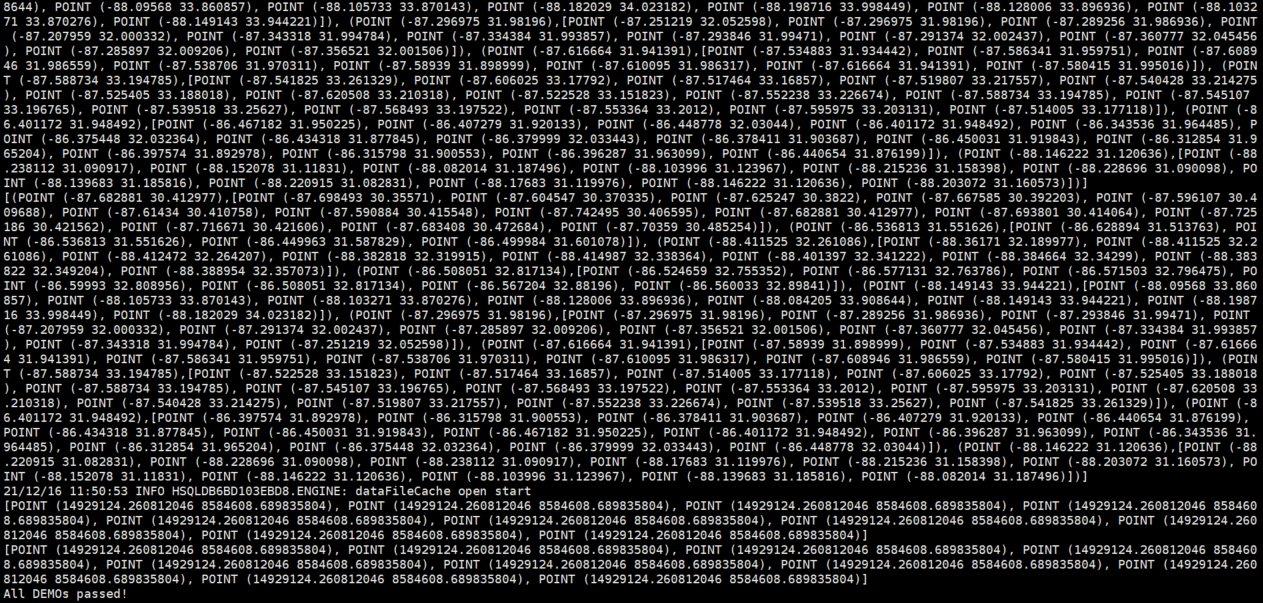 8644), POINT (-88.09568 33.860857), POINT (-88.105733 33.870143), POINT (-88.182029 34.023182), POINT (-88.198716 33.998449), POINT (-88.128006 33.896936), POINT (-88.1032
71 33.870276), POINT (-88.149143 33.944221)]), (POINT (-87.296975 31.98196),[POINT (-87.251219 32.052598), POINT (-87.296975 31.98196), POINT (-87.289256 31.986936), POINT
(-87.207959 32.000332), POINT (-87.343318 31.994784), POINT (-87.334384 31.993857), POINT (-87.293846 31.99471), POINT (-87.291374 32.002437), POINT (-87.360777 32.045456
), POINT (-87.285897 32.009206), POINT (-87.356521 32.001506)]), (POINT (-87.616664 31.941391),[POINT (-87.534883 31.934442), POINT (-87.586341 31.959751), POINT (-87.6089
46 31.986559), POINT (-87.538706 31.970311), POINT (-87.58939 31.898999), POINT (-87.610095 31.986317), POINT (-87.616664 31.941391), POINT (-87.580415 31.995016)]), (POIN
T (-87.588734 33.194785),[POINT (-87.541825 33.261329), POINT (-87.606025 33.17792), POINT (-87.517464 33.16857), POINT (-87.519807 33.217557), POINT (-87.540428 33.214275
), POINT (-87.525405 33.188018), POINT (-87.620508 33.210318), POINT (-87.522528 33.151823), POINT (-87.552238 33.226674), POINT (-87.588734 33.194785), POINT (-87.545107
33.196765), POINT (-87.539518 33.25627), POINT (-87.568493 33.197522), POINT (-87.553364 33.2012), POINT (-87.595975 33.203131), POINT (-87.514005 33.177118)]), (POINT (-8
6.401172 31.948492),[POINT (-86.467182 31.950225), POINT (-86.407279 31.920133), POINT (-86.448778 32.03044), POINT (-86.401172 31.948492), POINT (-86.343536 31.964485), P
OINT (-86.375448 32.032364), POINT (-86.434318 31.877845), POINT (-86.379999 32.033443), POINT (-86.378411 31.903687), POINT (-86.450031 31.919843), POINT (-86.312854 31.9
65204), POINT (-86.397574 31.892978), POINT (-86.315798 31.900553), POINT (-86.396287 31.963099), POINT (-86.440654 31.876199)]), (POINT (-88.146222 31.120636),[POINT (-88
.238112 31.090917), POINT (-88.152078 31.11831), POINT (-88.082014 31.187496), POINT (-88.103996 31.123967), POINT (-88.215236 31.158398), POINT (-88.228696 31.090098), PO
INT (-88.139683 31.185816), POINT (-88.220915 31.082831), POINT (-88.17683 31.119976), POINT (-88.146222 31.120636), POINT (-88.203072 31.160573)])]
[(POINT (-87.682881 30.412977),[POINT (-87.698493 30.35571), POINT (-87.604547 30.370335), POINT (-87.625247 30.3822), POINT (-87.667585 30.392203), POINT (-87.596107 30.4
09688), POINT (-87.61434 30.410758), POINT (-87.590884 30.415548), POINT (-87.742495 30.406595), POINT (-87.682881 30.412977), POINT (-87.693801 30.414064), POINT (-87.725
186 30.421562), POINT (-87.716671 30.421606), POINT (-87.683408 30.472684), POINT (-87.70359 30.485254)]), (POINT (-86.536813 31.551626),[POINT (-86.628894 31.513763), POI
NT (-86.536813 31.551626), POINT (-86.449963 31.587829), POINT (-86.499984 31.601078)]), (POINT (-88.411525 32.261086),[POINT (-88.36171 32.189977), POINT (-88.411525 32.2
61086), POINT (-88.412472 32.264207), POINT (-88.382818 32.319915), POINT (-88.414987 32.338364), POINT (-88.401397 32.341222), POINT (-88.384664 32.34299), POINT (-88.383
822 32.349204), POINT (-88.388954 32.357073)]), (POINT (-86.508051 32.817134),[POINT (-86.524659 32.755352), POINT (-86.577131 32.763786), POINT (-86.571503 32.796475), PO
INT (-86.59993 32.808956), POINT (-86.508051 32.817134), POINT (-86.567204 32.88196), POINT (-86.560033 32.89841)]), (POINT (-88.149143 33.944221),[POINT (-88.09568 33.860
857), POINT (-88.105733 33.870143), POINT (-88.103271 33.870276), POINT (-88.128006 33.896936), POINT (-88.084205 33.908644), POINT (-88.149143 33.944221), POINT (-88.1987
16 33.998449), POINT (-88.182029 34.023182)]), (POINT (-87.296975 31.98196),[POINT (-87.296975 31.98196), POINT (-87.289256 31.986936), POINT (-87.293846 31.99471), POINT
(-87.207959 32.000332), POINT (-87.291374 32.002437), POINT (-87.285897 32.009206), POINT (-87.356521 32.001506), POINT (-87.360777 32.045456), POINT (-87.334384 31.993857
), POINT (-87.343318 31.994784), POINT (-87.251219 32.052598)]), (POINT (-87.616664 31.941391),[POINT (-87.58939 31.898999), POINT (-87.534883 31.934442), POINT (-87.61666
4 31.941391), POINT (-87.586341 31.959751), POINT (-87.538706 31.970311), POINT (-87.610095 31.986317), POINT (-87.608946 31.986559), POINT (-87.580415 31.995016)]), (POIN
T (-87.588734 33.194785),[POINT (-87.522528 33.151823), POINT (-87.517464 33.16857), POINT (-87.514005 33.177118), POINT (-87.606025 33.17792), POINT (-87.525405 33.188018
), POINT (-87.588734 33.194785), POINT (-87.545107 33.196765), POINT (-87.568493 33.197522), POINT (-87.553364 33.2012), POINT (-87.595975 33.203131), POINT (-87.620508 33
.210318), POINT (-87.540428 33.214275), POINT (-87.519807 33.217557), POINT (-87.552238 33.226674), POINT (-87.539518 33.25627), POINT (-87.541825 33.261329)]), (POINT (-8
6.401172 31.948492),[POINT (-86.397574 31.892978), POINT (-86.315798 31.900553), POINT (-86.378411 31.903687), POINT (-86.407279 31.920133), POINT (-86.440654 31.876199),
POINT (-86.434318 31.877845), POINT (-86.450031 31.919843), POINT (-86.467182 31.950225), POINT (-86.401172 31.948492), POINT (-86.396287 31.963099), POINT (-86.343536 31.
964485), POINT (-86.312854 31.965204), POINT (-86.375448 32.032364), POINT (-86.379999 32.033443), POINT (-86.448778 32.03044)]), (POINT (-88.146222 31.120636),[POINT (-88
.220915 31.082831), POINT (-88.228696 31.090098), POINT (-88.238112 31.090917), POINT (-88.17683 31.119976), POINT (-88.215236 31.158398), POINT (-88.203072 31.160573), PO
INT (-88.152078 31.11831), POINT (-88.146222 31.120636), POINT (-88.103996 31.123967), POINT (-88.139683 31.185816), POINT (-88.082014 31.187496)])]
21/12/16 11:50:53 INFO HSQLDB6BD103EBD8.ENGINE: dataFileCache open start
[POINT (14929124.260812046 8584608.689835804), POINT (14929124.260812046 8584608.689835804), POINT (14929124.260812046 8584608.689835804), POINT (14929124.260812046 858460
8.689835804), POINT (14929124.260812046 8584608.689835804), POINT (14929124.260812046 8584608.689835804), POINT (14929124.260812046 8584608.689835804), POINT (14929124.260
812046 8584608.689835804), POINT (14929124.260812046 8584608.689835804), POINT (14929124.260812046 8584608.689835804)]
[POINT (14929124.260812046 8584608.689835804), POINT (14929124.260812046 8584608.689835804), POINT (14929124.260812046 8584608.689835804), POINT (14929124.260812046 858460
8.689835804), POINT (14929124.260812046 8584608.689835804), POINT (14929124.260812046 8584608.689835804), POINT (14929124.260812046 8584608.689835804), POINT (14929124.260
812046 8584608.689835804), POINT (14929124.260812046 8584608.689835804), POINT (14929124.260812046 8584608.689835804)]
All DEMOs passed!